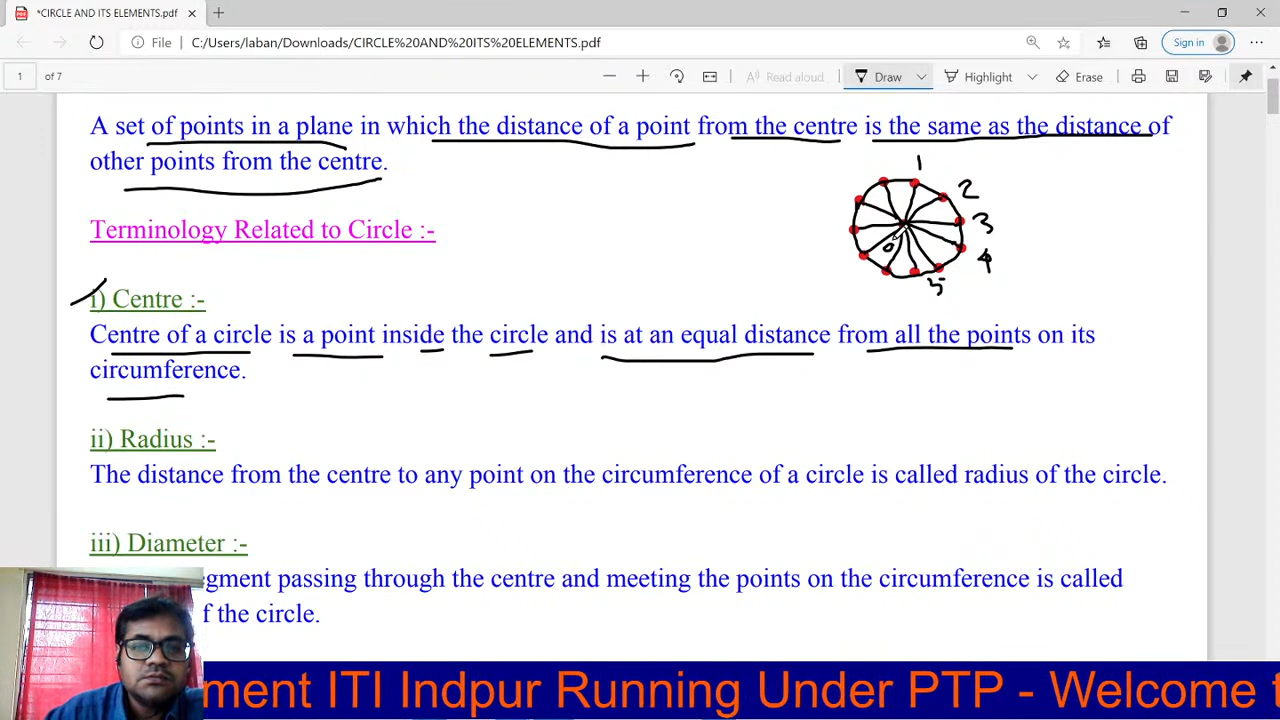 *CIRCLE AND ITS ELEMENTS.pdf
File C:/Users/laban/Downloads/CIRCLE%20AND%20ITS%20ELEMENTS.pdf Sign in
1 of 7 Read aloud Draw Highlight Erase
A set of points in a plane in which the distance of a point from the centre is the same as the distance of
other points from the centre.
1
2
3
4
5
0
Terminology Related to Circle :-
i) Centre :-
Centre of a circle is a point inside the circle and is at an equal distance from all the points on its
circumference.
ii) Radius :-
The distance from the centre to any point on the circumference of a circle is called radius of the circle.
iii) Diameter :-
gment passing through the centre and meeting the points on the circumference is called
f the circle.
ment ITI Indpur Running Under PTP - Welcome t